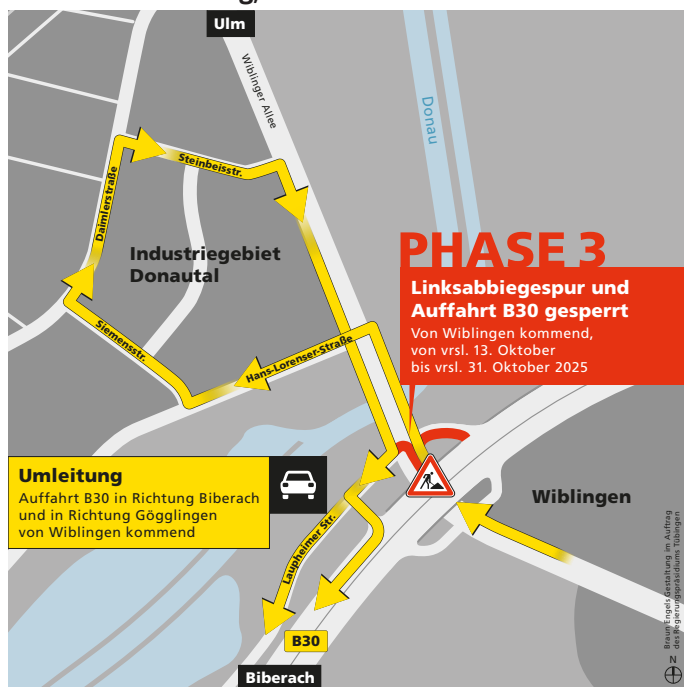 Ulm
Wiblinger Allee
Donau
Steinbeisstr.
Daimlerstraße
Industriegebiet
Donautal
PHASE 3
Linksabbiegespur und
Auffahrt B30 gesperrt
Von Wiblingen kommend,
von vrsl. 13. Oktober
bis vrsl. 31. Oktober 2025
Siemensstr.
Hans-Lorenser-Straße
Umleitung
Auffahrt B30 in Richtung Biberach
und in Richtung Gögglingen
von Wiblingen kommend
Wiblingen
Laupheimer Str.
B30
Biberach
Braun Engels Gestaltung im Auftrag
des Regierungspräsidiums Tübingen
N